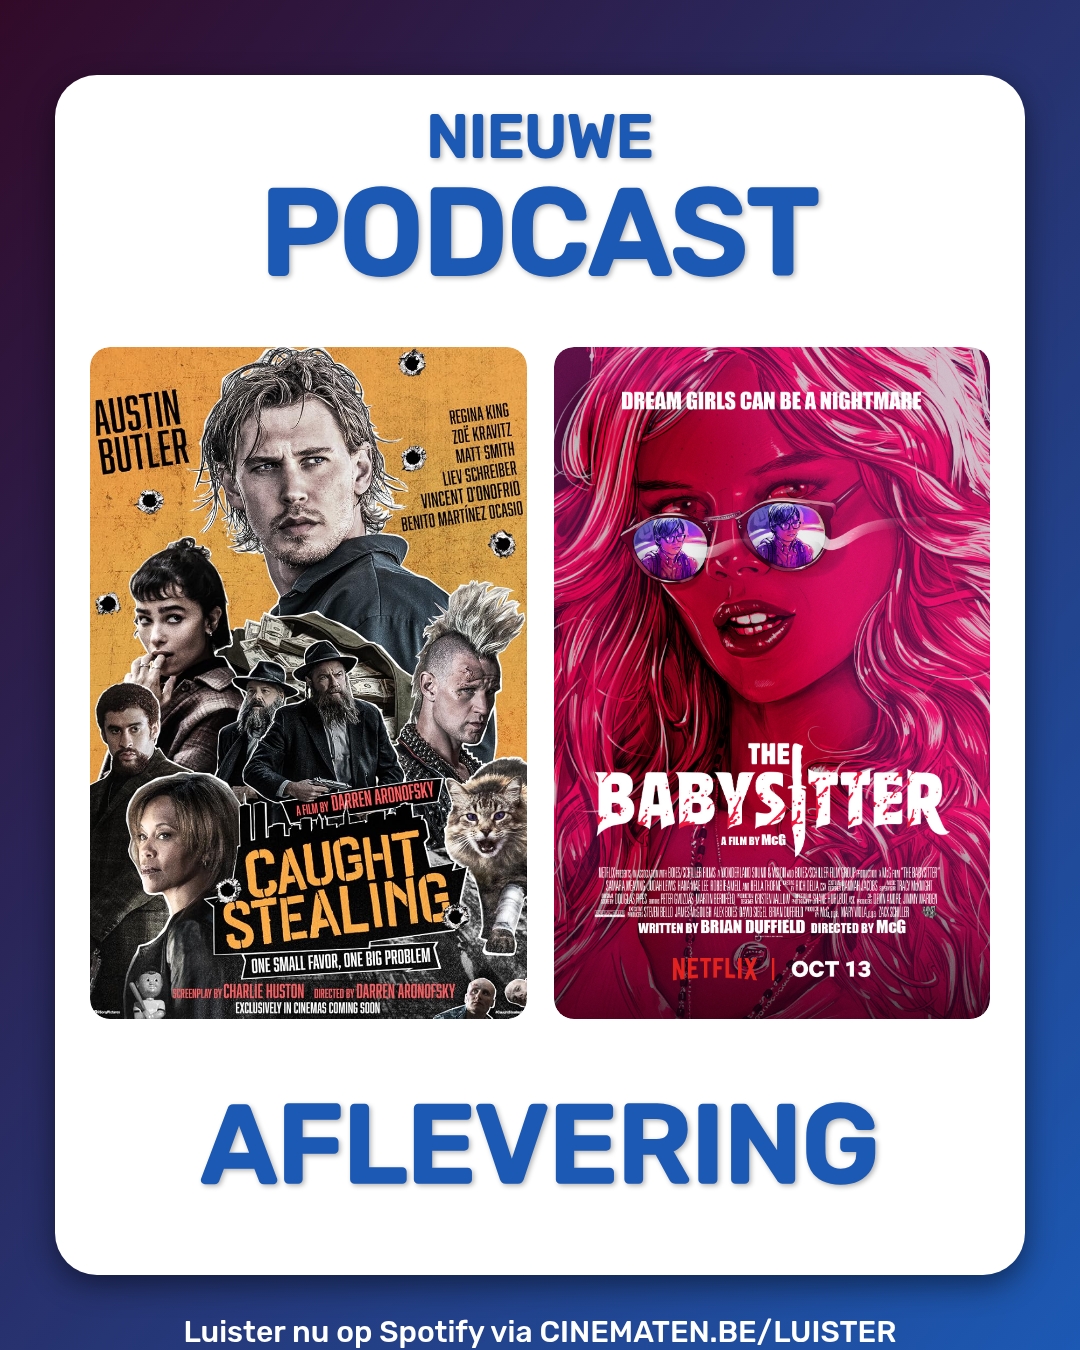 NIEUWE
PODCAST
AUSTIN
BUTLER
REGINA KING
ZOË KRAVITZ
MATT SMITH
LIEV SCHREIBER
VINCENT D'ONOFRIO
BENITO MARTÍNEZ OCASIO
A FILM BY DARREN ARONOFSKY
CAUGHT
STEALING
ONE SMALL FAVOR, ONE BIG PROBLEM
SCREENPLAY BY CHARLIE HUSTON DIRECTED BY DARREN ARONOFSKY
EXCLUSIVELY IN CINEMAS COMING SOON
DREAM GIRLS CAN BE A NIGHTMARE
THE
BABYSITTER
A FILM BY McG
WRITTEN BY BRIAN DUFFIELD DIRECTED BY McG
NETFLIX | OCT 13
AFLEVERING
Luister nu op Spotify via CINEMATEN.BE/LUISTER